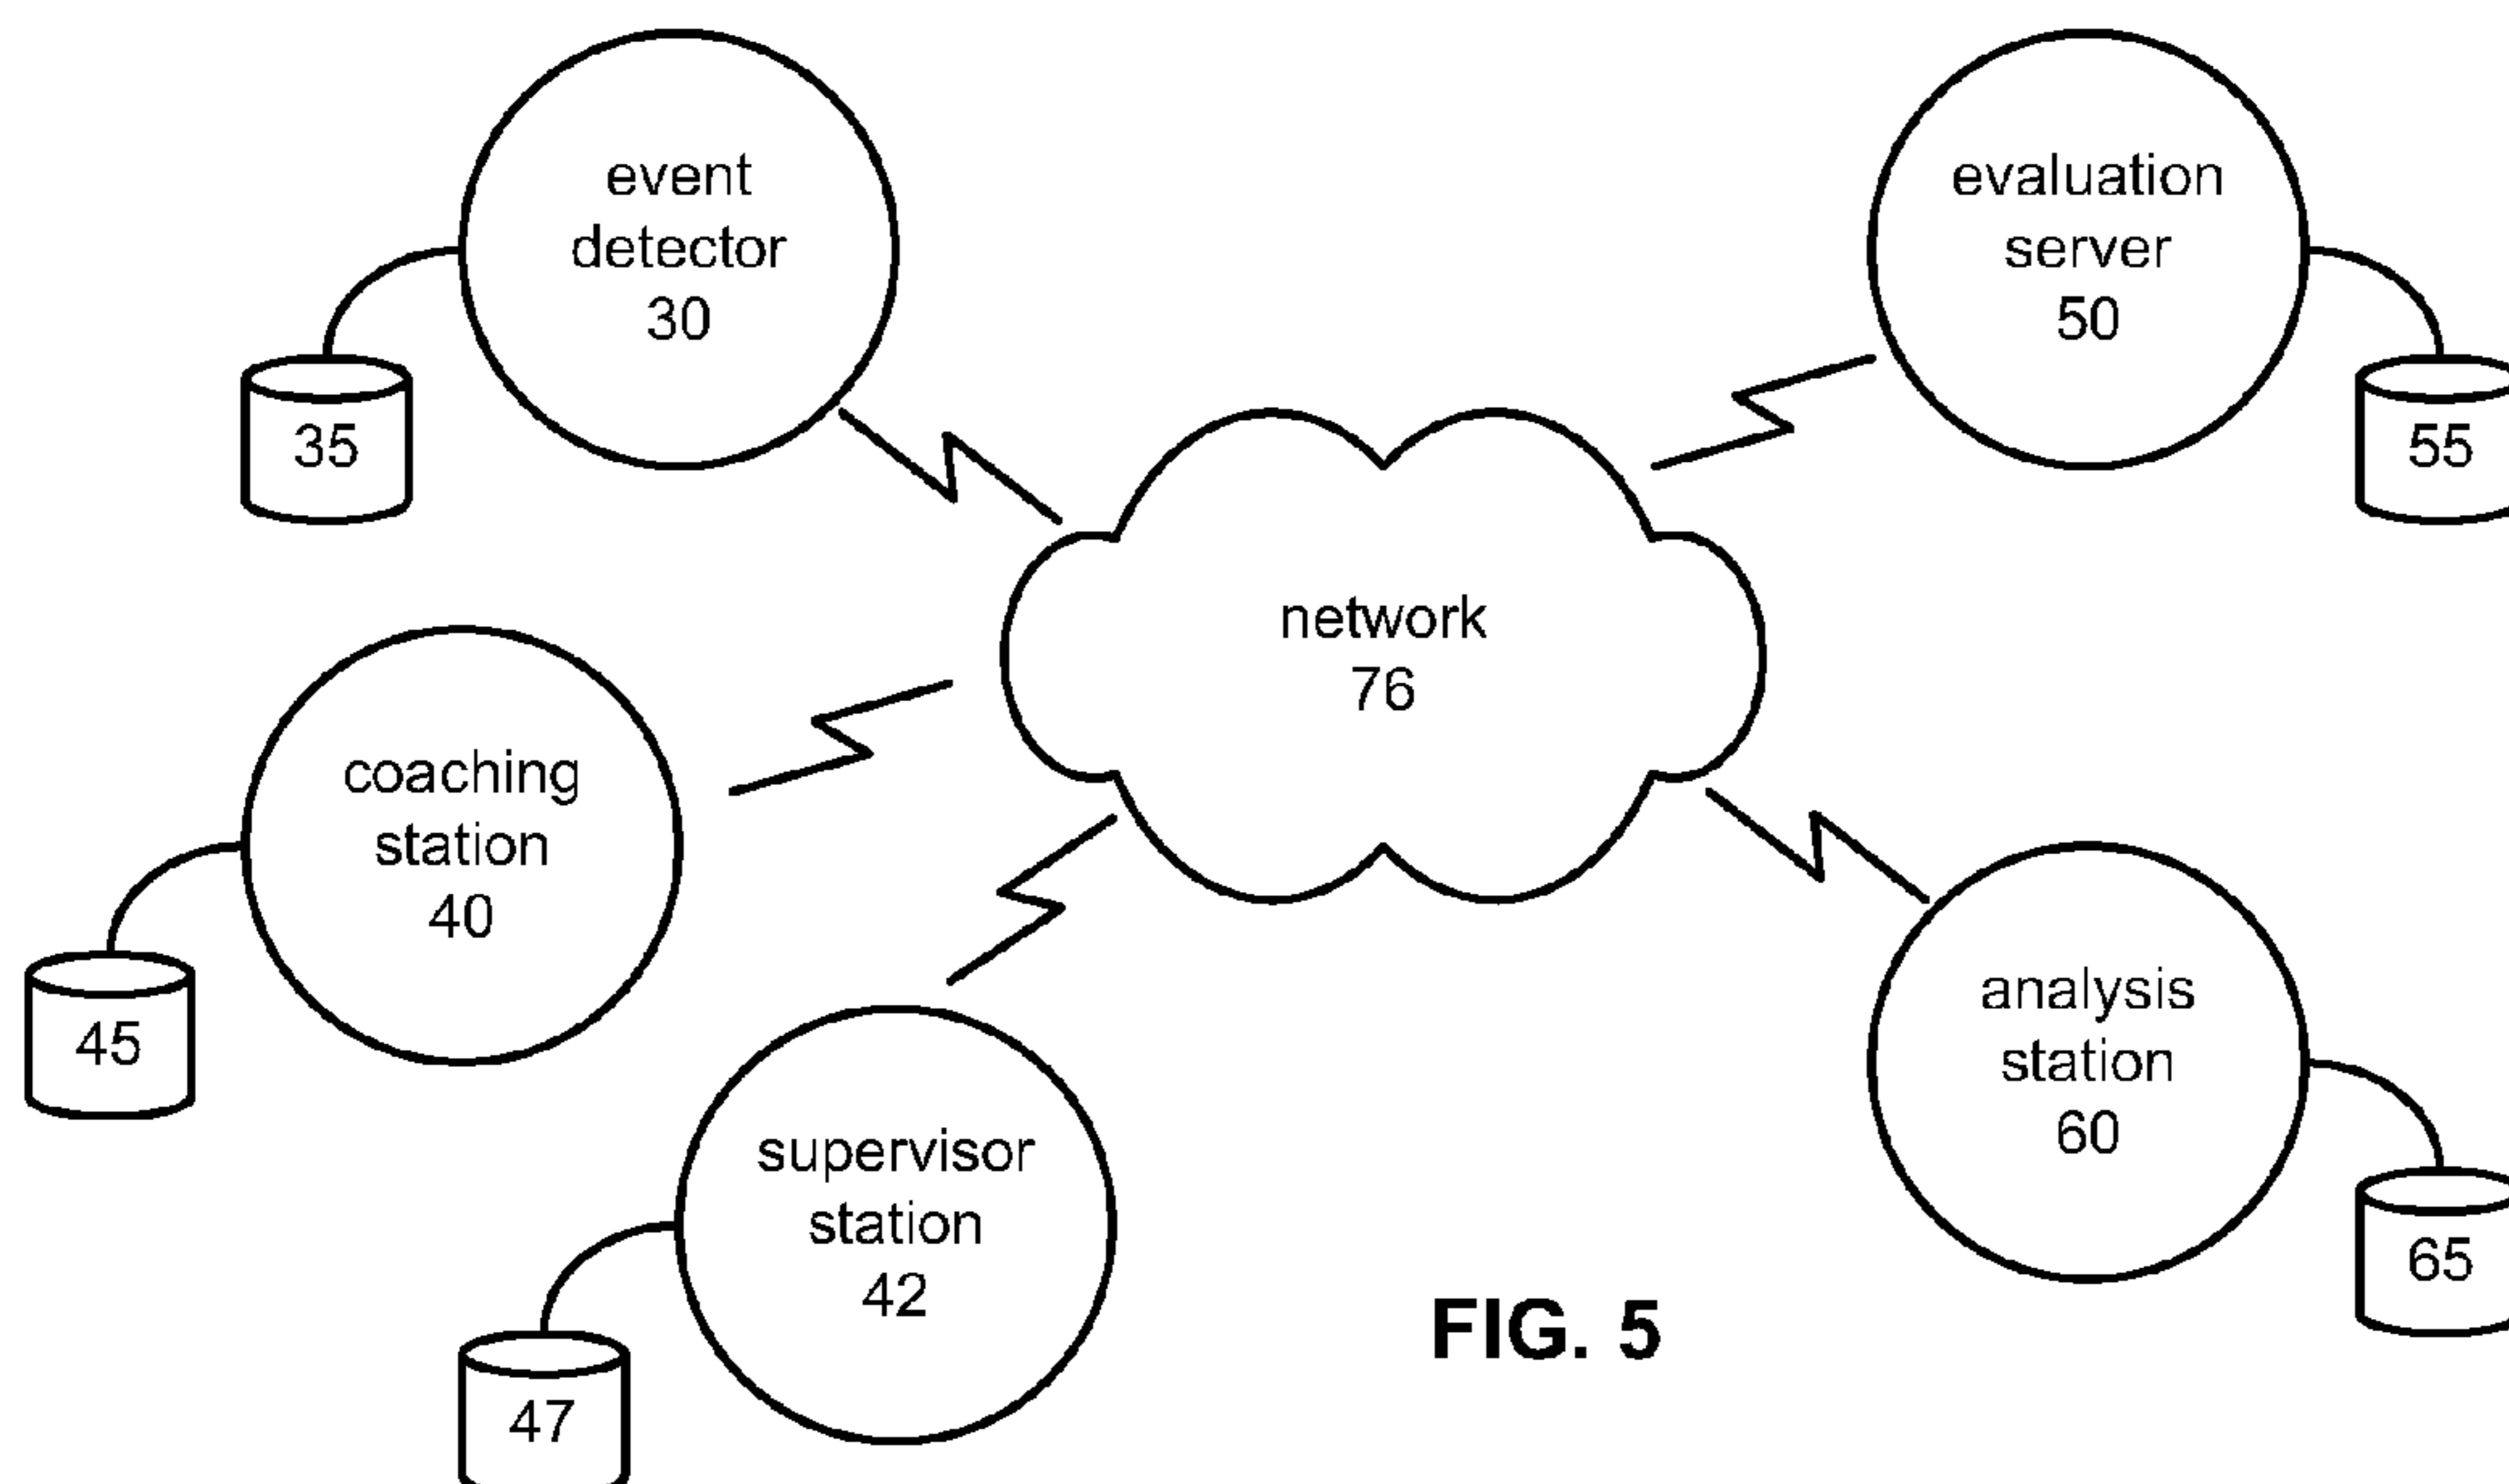 event
detector
30
35
evaluation
server
50
55
network
76
coaching
station
40
45
supervisor
station
42
47
analysis
station
60
65
FIG. 5